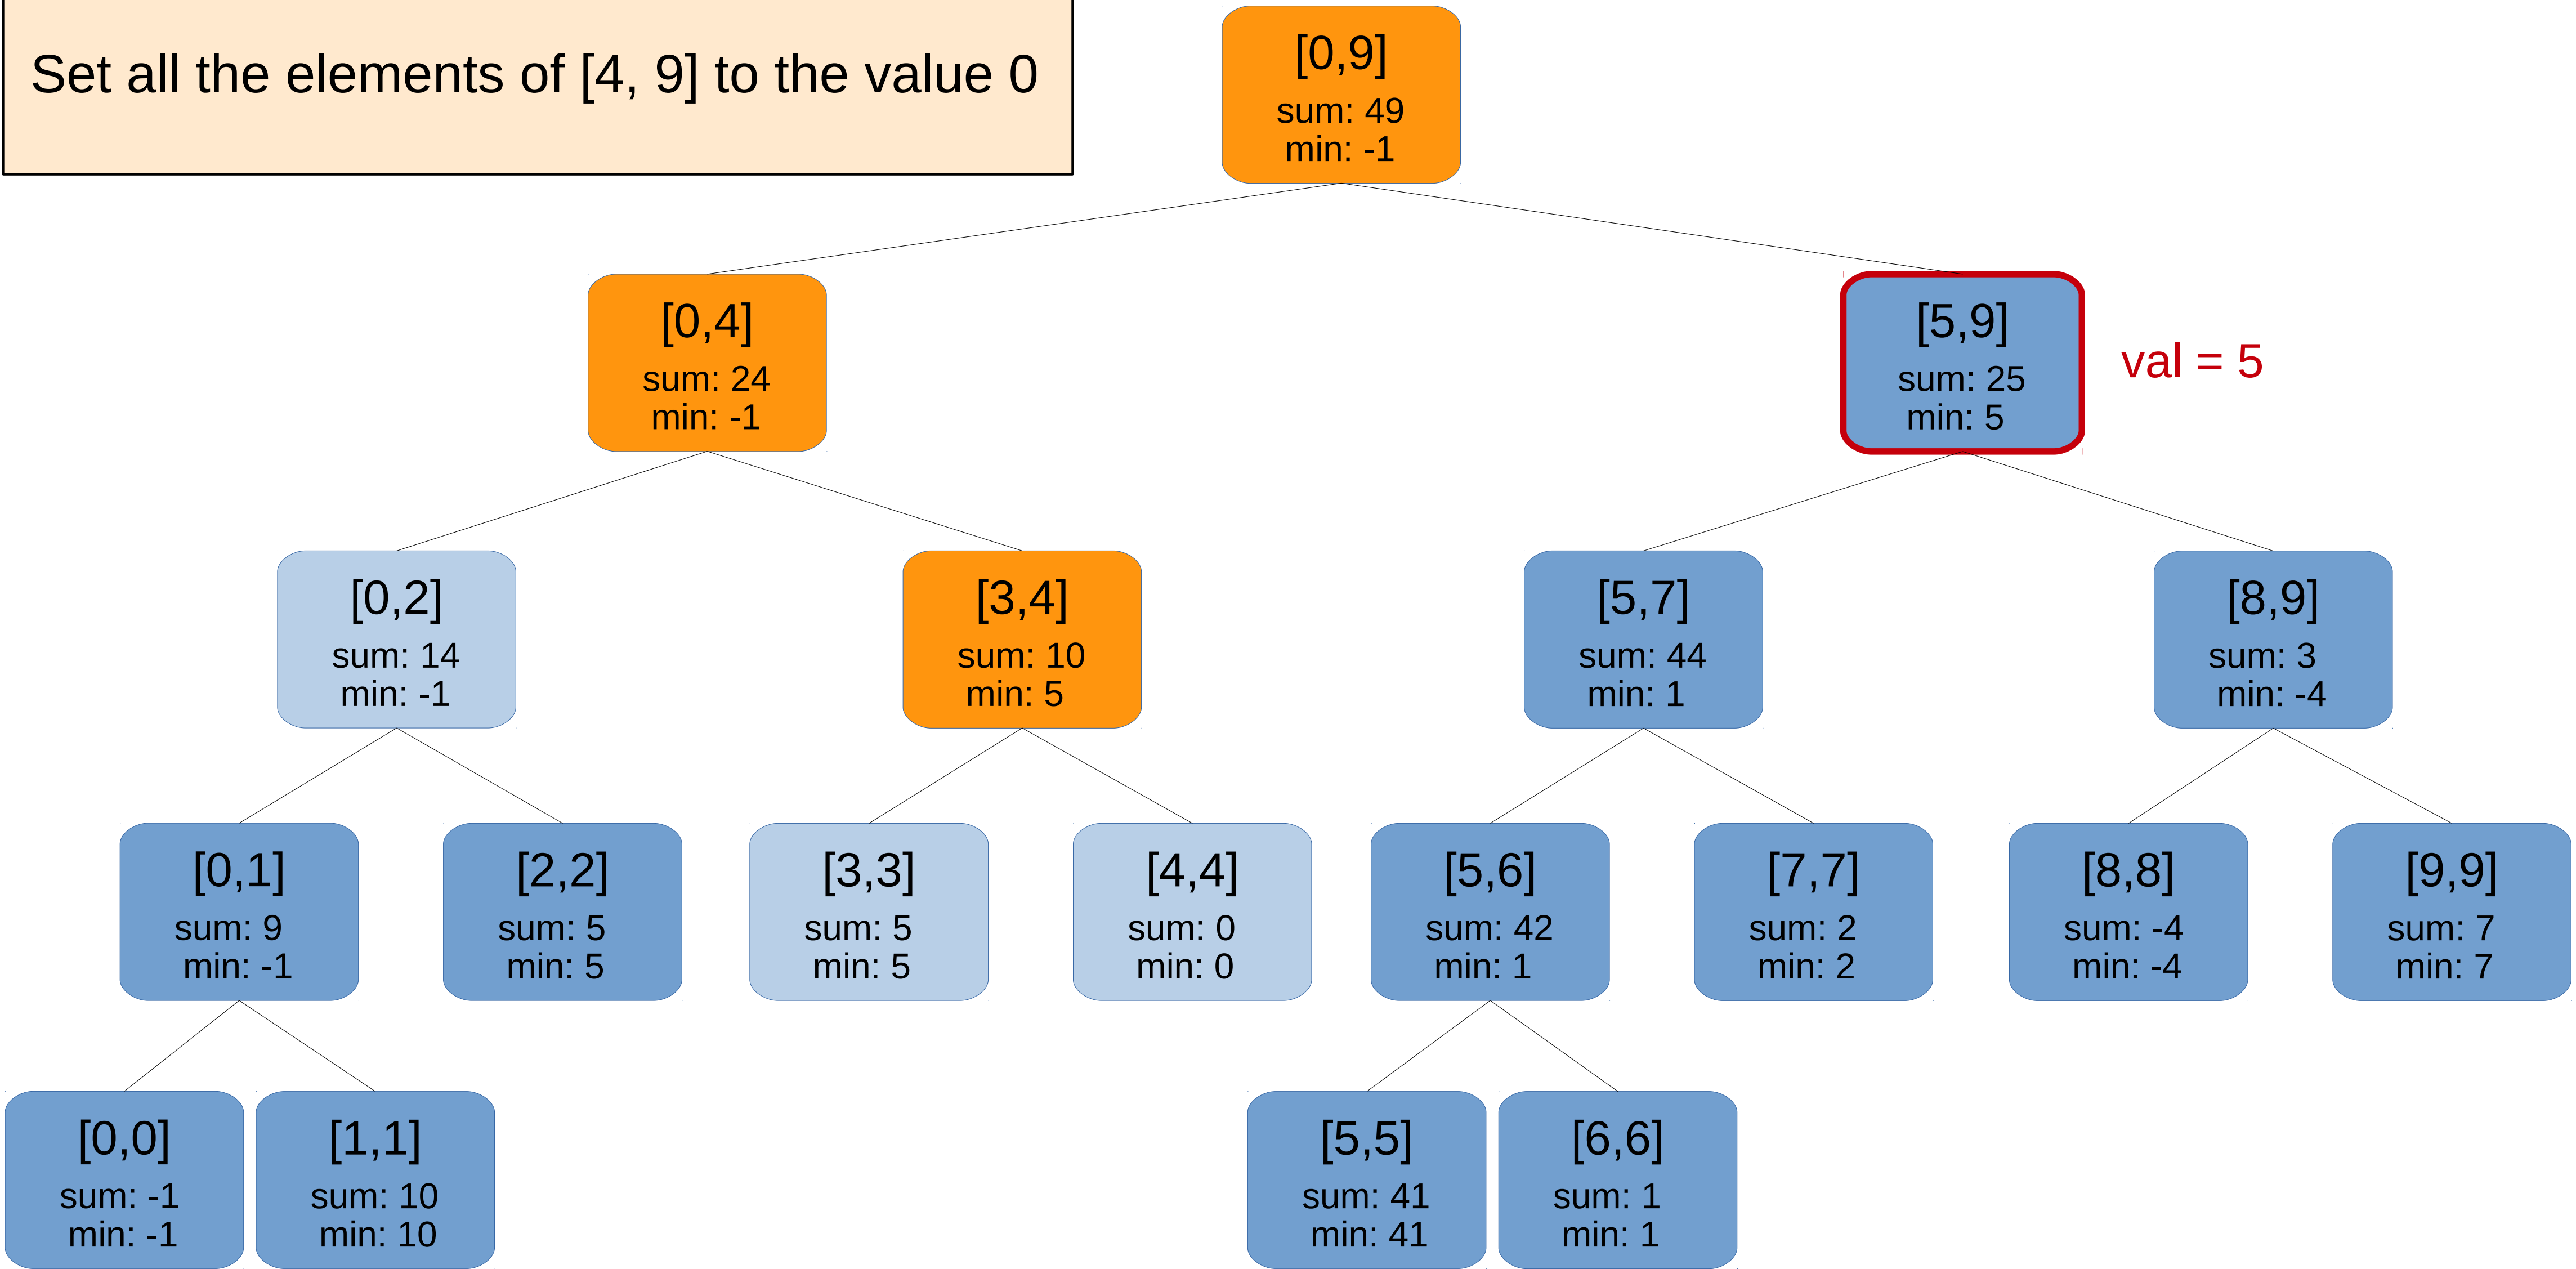 Set all the elements of [4, 9] to the value 0
[0,9]
sum: 49
min: -1
[0,4]
sum: 24
min: -1
[5,9]
sum: 25
min: 5
val = 5
[0,2]
sum: 14
min: -1
[3,4]
sum: 10
min: 5
[5,7]
sum: 44
min: 1
[8,9]
sum: 3
min: -4
[0,1]
sum: 9
min: -1
[2,2]
sum: 5
min: 5
[3,3]
sum: 5
min: 5
[4,4]
sum: 0
min: 0
[5,6]
sum: 42
min: 1
[7,7]
sum: 2
min: 2
[8,8]
sum: -4
min: -4
[9,9]
sum: 7
min: 7
[0,0]
sum: -1
min: -1
[1,1]
sum: 10
min: 10
[5,5]
sum: 41
min: 41
[6,6]
sum: 1
min: 1